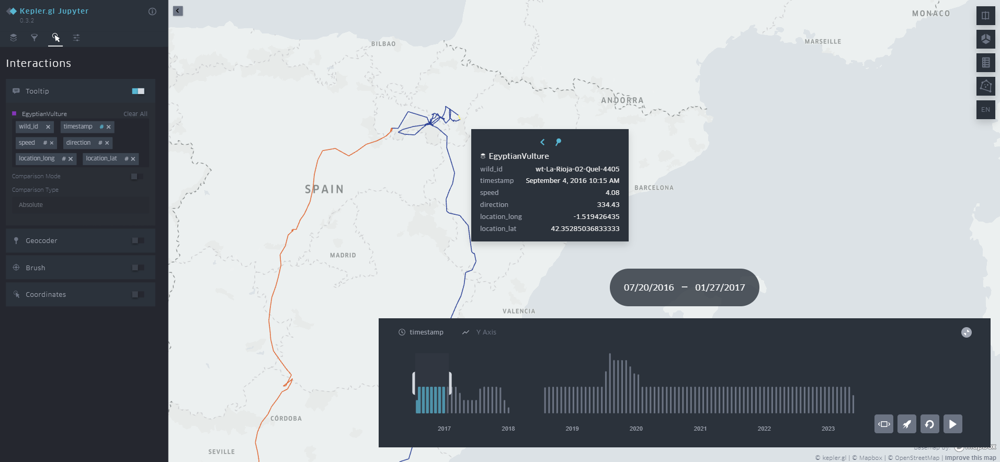 Kepler.gl Jupyter
0.3.2
Interactions
Tooltip
EgyptianVulture Clear All
wild_id timestamp #
speed # direction #
location_long # location_lat #
Comparison Mode
Comparison Type
Absolute
Geocoder
Brush
Coordinates
BILBAO
MONACO
MARSEILLE
ANDORRA
SPAIN
BARCELONA
MADRID
VALENCIA
CÓRDOBA
SEVILLE
EN
EgyptianVulture
wild_id wt-La-Rioja-02-Quel-4405
timestamp September 4, 2016 10:15 AM
speed 4.08
direction 334.43
location_long -1.519426435
location_lat 42.35285036833333
07/20/2016 – 01/27/2017
timestamp Y Axis
2017 2018 2019 2020 2021 2022 2023
Basemap by: mapbox
© kepler.gl | © Mapbox | © OpenStreetMap | Improve this map